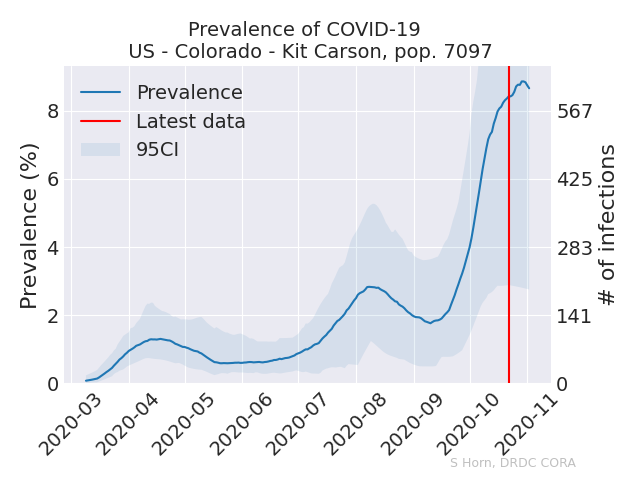 Prevalence of COVID-19
US - Colorado - Kit Carson, pop. 7097
Prevalence
Latest data
95CI
Prevalence (%)
8
6
4
2
0
567
425
283
141
0
# of infections
2020-03
2020-04
2020-05
2020-06
2020-07
2020-08
2020-09
2020-10
2020-11
S Horn, DRDC CORA